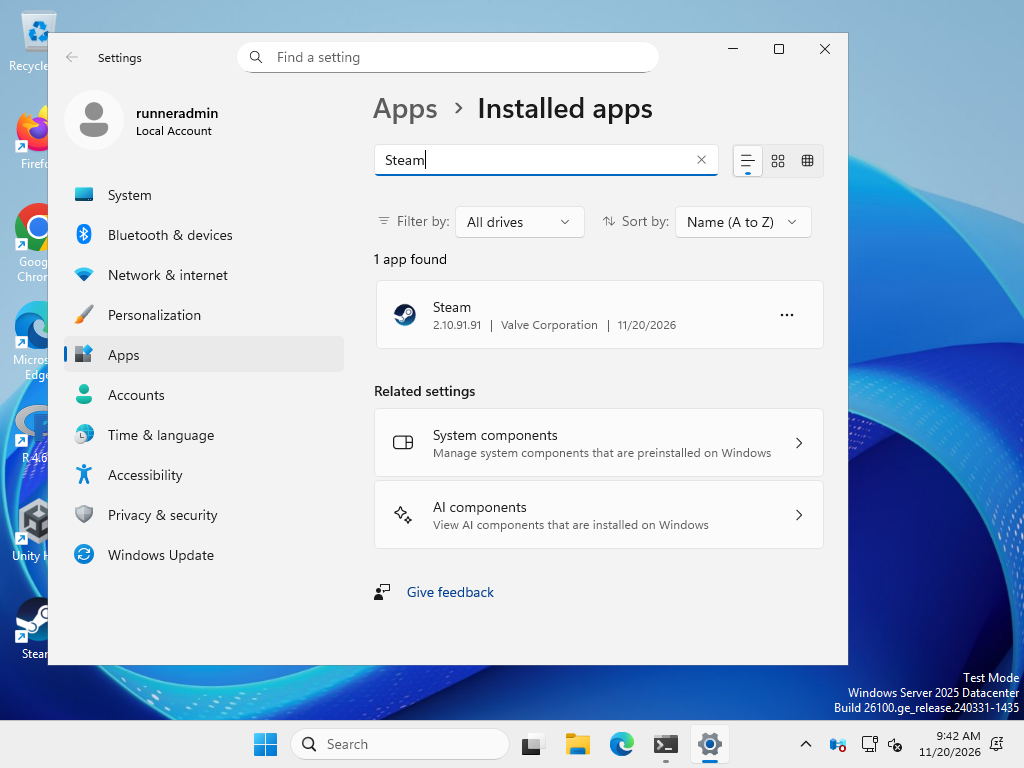 Recycle
Firefo
Goog
Chron
Micros
Edge
R 4.6
Unity H
Stear
Settings
Find a setting
runneradmin
Local Account
System
Bluetooth & devices
Network & internet
Personalization
Apps
Accounts
Time & language
Accessibility
Privacy & security
Windows Update
Apps > Installed apps
Steam
Filter by: All drives
Sort by: Name (A to Z)
1 app found
Steam
2.10.91.91 | Valve Corporation | 11/20/2026
Related settings
System components
Manage system components that are preinstalled on Windows
AI components
View AI components that are installed on Windows
Give feedback
Test Mode
Windows Server 2025 Datacenter
Build 26100.ge_release.240331-1435
Search
9:42 AM
11/20/2026